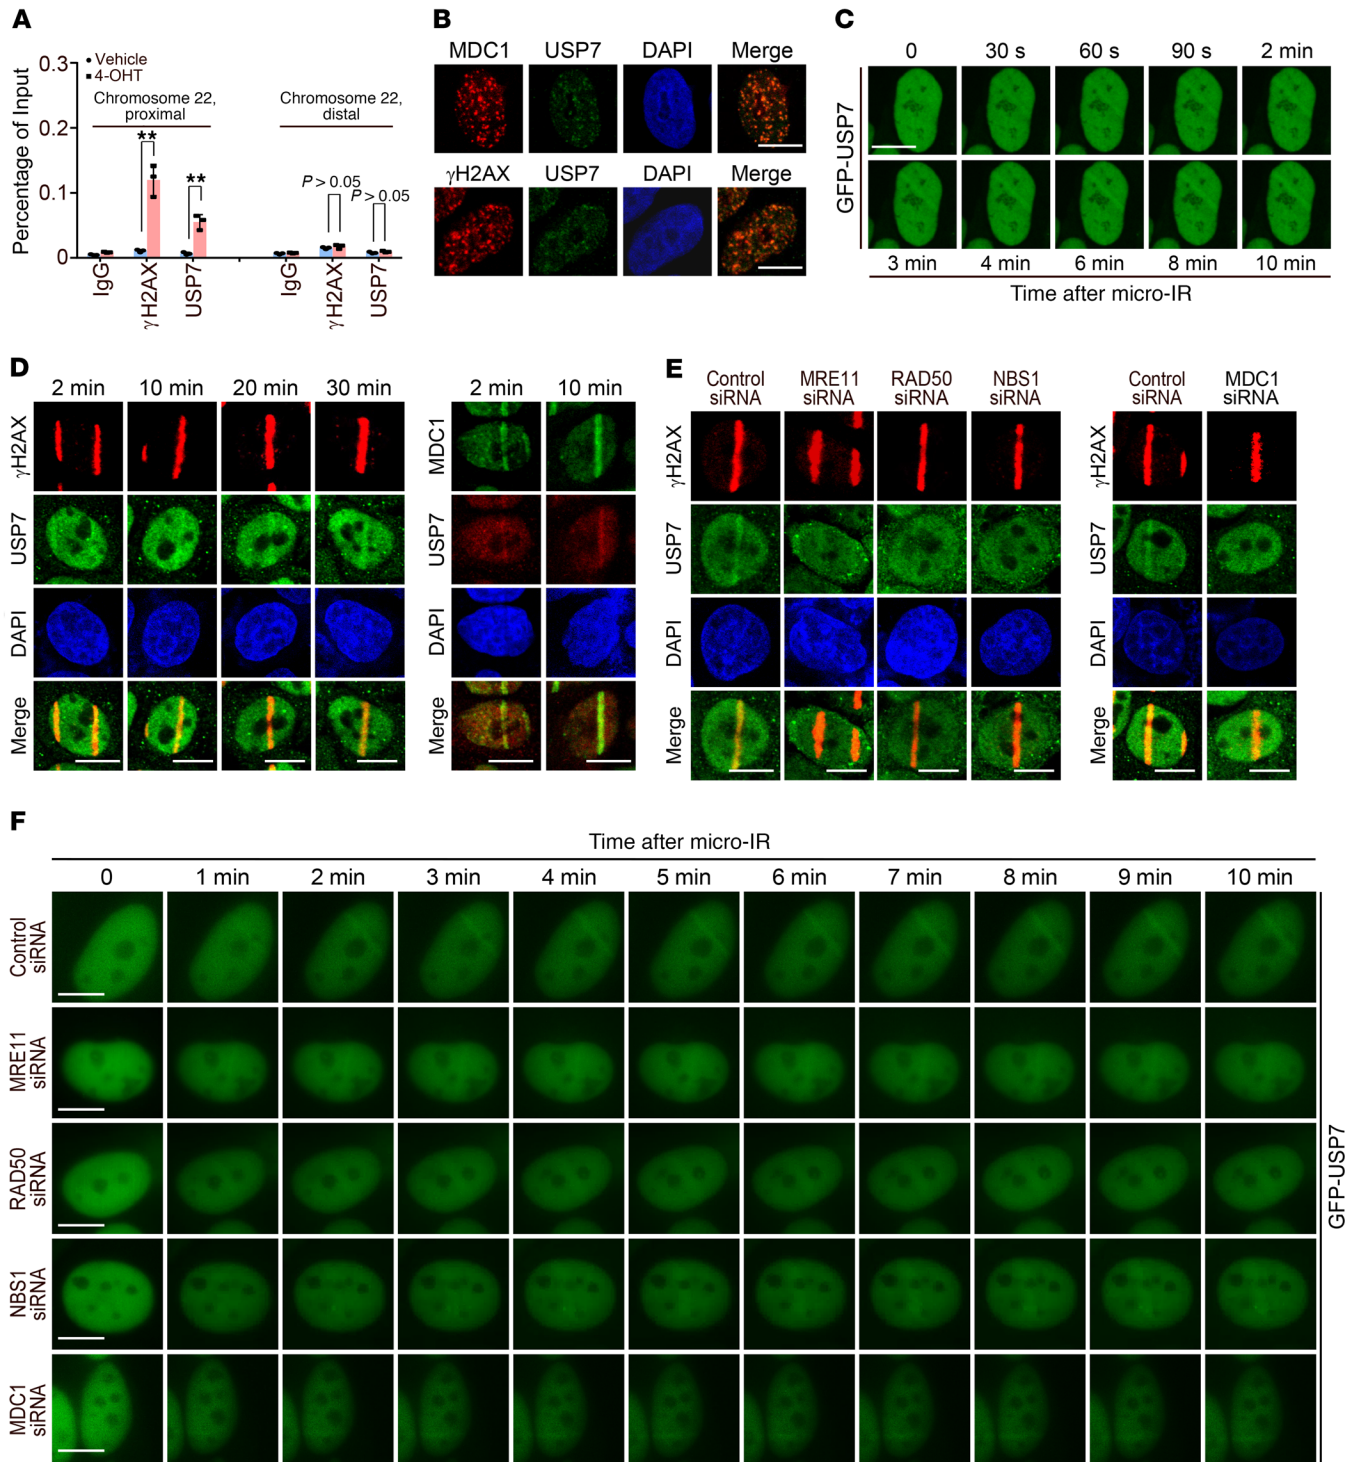 A
Vehicle
4-OHT
Percentage of Input
0.3
0.2
0.1
0
Chromosome 22,
proximal
Chromosome 22,
distal
**
**
P > 0.05
P > 0.05
IgG
γH2AX
USP7
IgG
γH2AX
USP7
B
MDC1 USP7 DAPI Merge
γH2AX USP7 DAPI Merge
C
0 30 s 60 s 90 s 2 min
GFP-USP7
3 min 4 min 6 min 8 min 10 min
Time after micro-IR
D
2 min 10 min 20 min 30 min
γH2AX
USP7
DAPI
Merge
2 min 10 min
MDC1
USP7
DAPI
Merge
E
Control
siRNA
MRE11
siRNA
RAD50
siRNA
NBS1
siRNA
γH2AX
USP7
DAPI
Merge
Control
siRNA
MDC1
siRNA
γH2AX
USP7
DAPI
Merge
F
Time after micro-IR
0 1 min 2 min 3 min 4 min 5 min 6 min 7 min 8 min 9 min 10 min
Control
siRNA
MRE11
siRNA
RAD50
siRNA
NBS1
siRNA
MDC1
siRNA
GFP-USP7